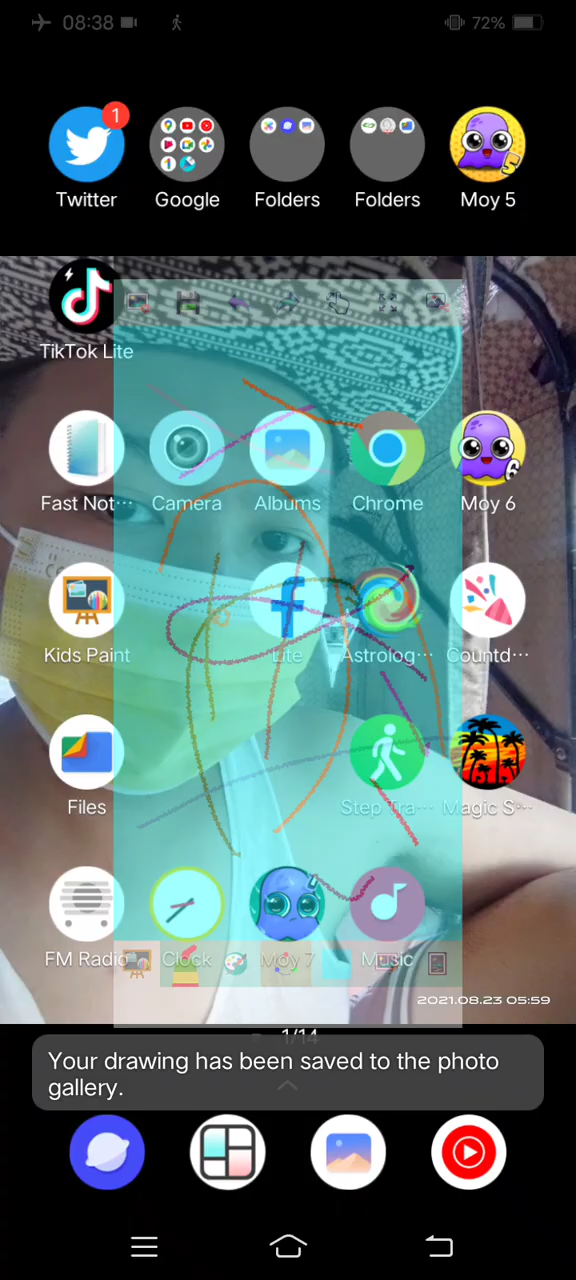 08:38
72%
1
Twitter
Google
Folders
Folders
Moy 5
TikTok Lite
Fast Not···
Camera
Albums
Chrome
Moy 6
Kids Paint
Lite
Astrolog···
Countd···
Files
Step Tra···
Magic S···
FM Radio
Clock
Moy 7
Music
2021.08.23 05:59
1/14
Your drawing has been saved to the photo
gallery.